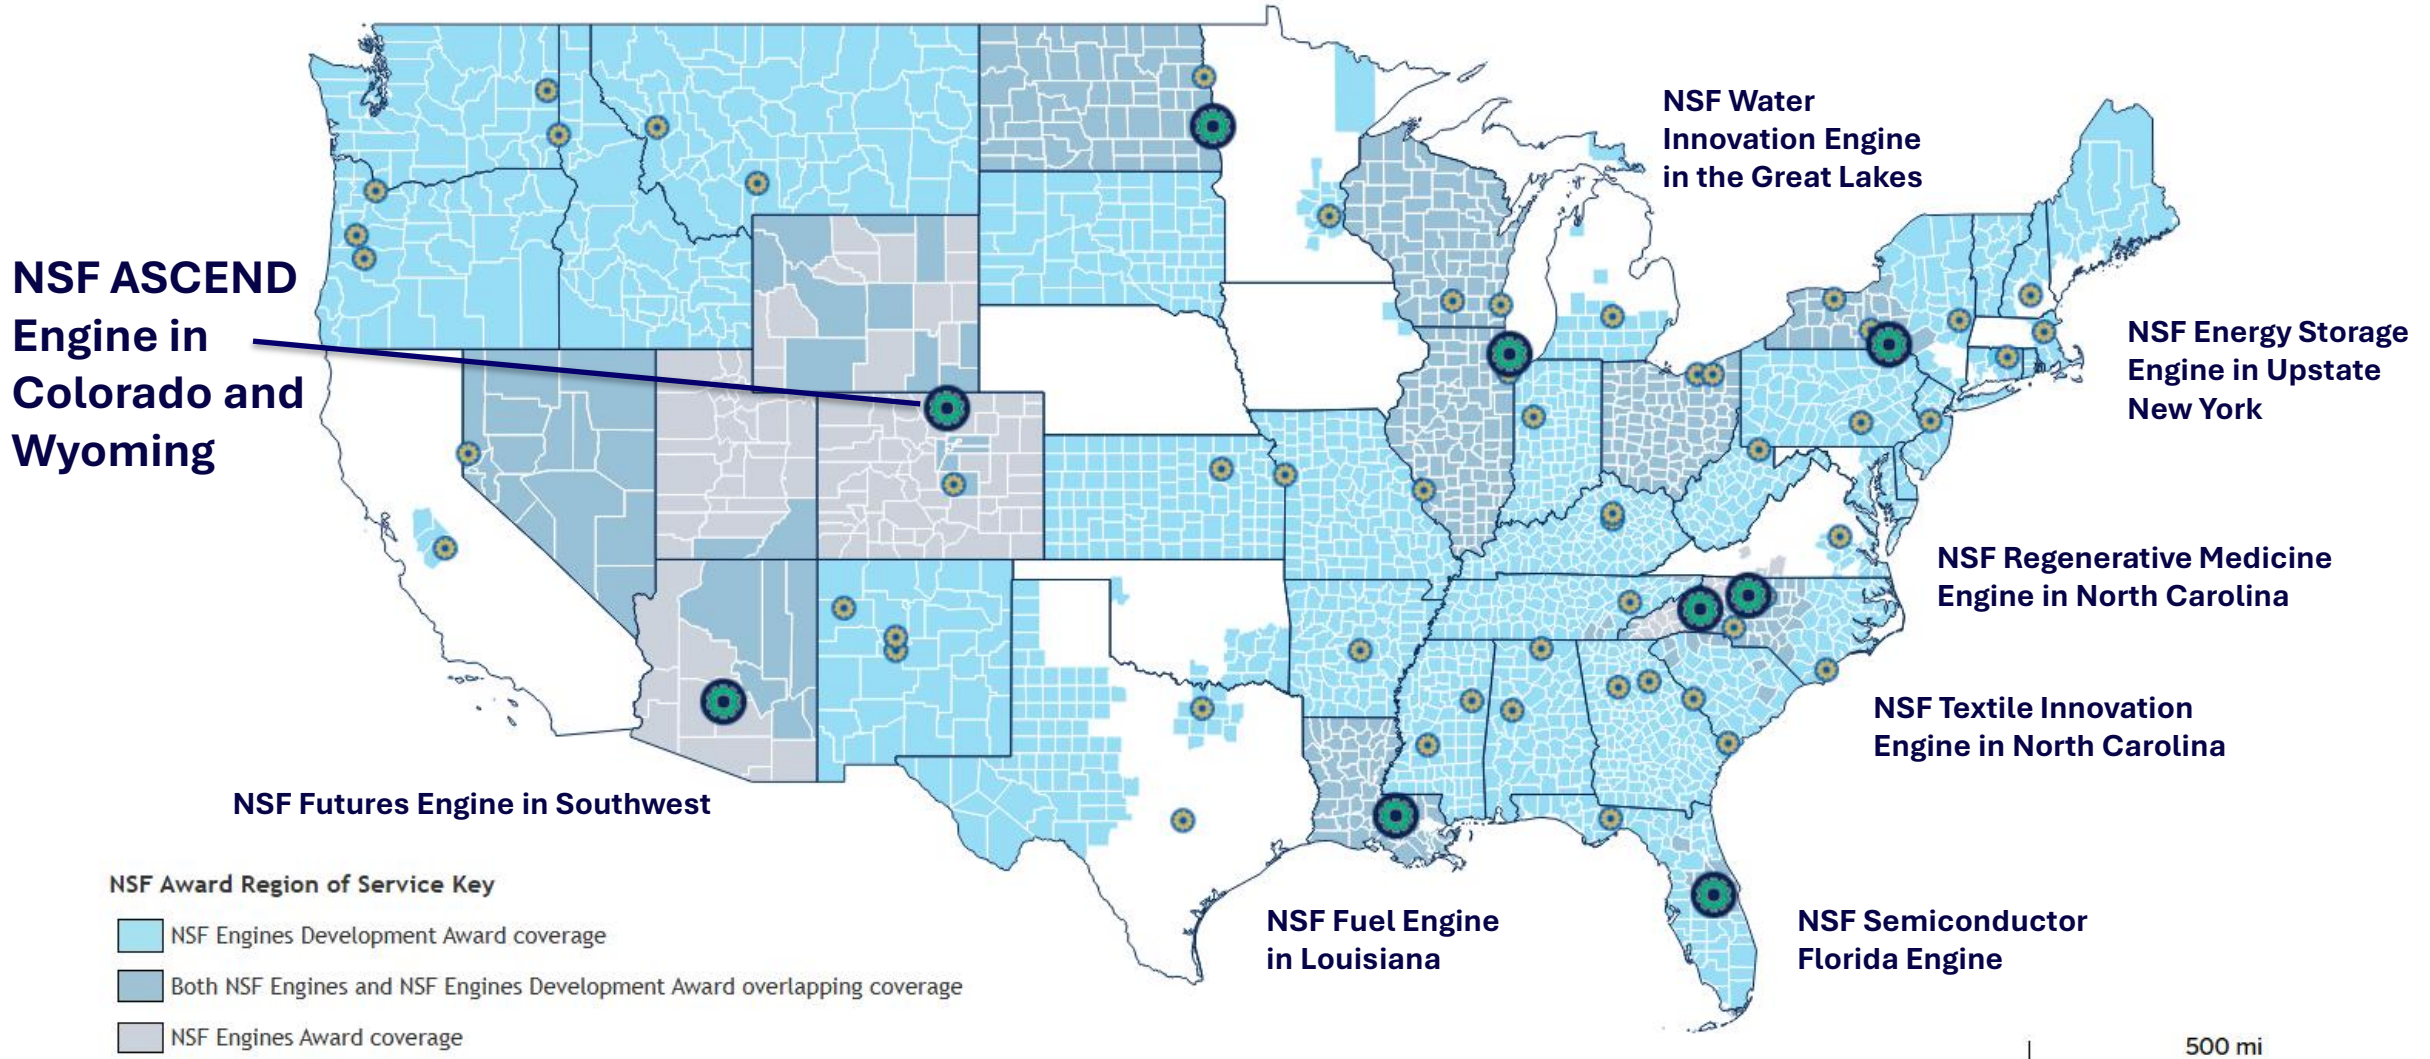 NSF Water
Innovation Engine
in the Great Lakes
NSF ASCEND
Engine in
Colorado and
Wyoming
NSF Energy Storage
Engine in Upstate
New York
NSF Regenerative Medicine
Engine in North Carolina
NSF Textile Innovation
Engine in North Carolina
NSF Futures Engine in Southwest
NSF Fuel Engine
in Louisiana
NSF Semiconductor
Florida Engine
NSF Award Region of Service Key
NSF Engines Development Award coverage
Both NSF Engines and NSF Engines Development Award overlapping coverage
NSF Engines Award coverage
500 mi